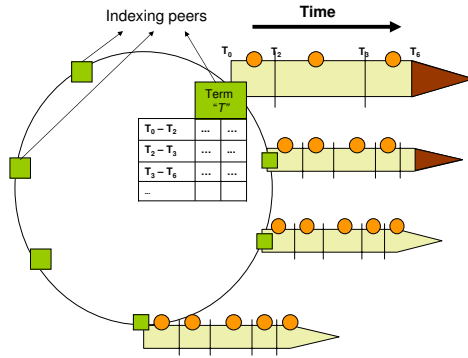 Indexing peers
Time
T₀ T₂ T₃ T₆
Term
“T”
T₀ – T₂ ... ...
T₂ – T₃ ... ...
T₃ – T₆ ... ...
...